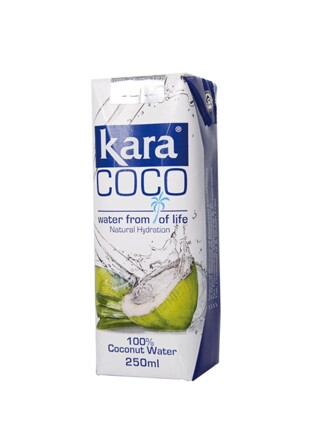 kara®
COCO
water from of life
Natural Hydration
100%
Coconut Water
250ml